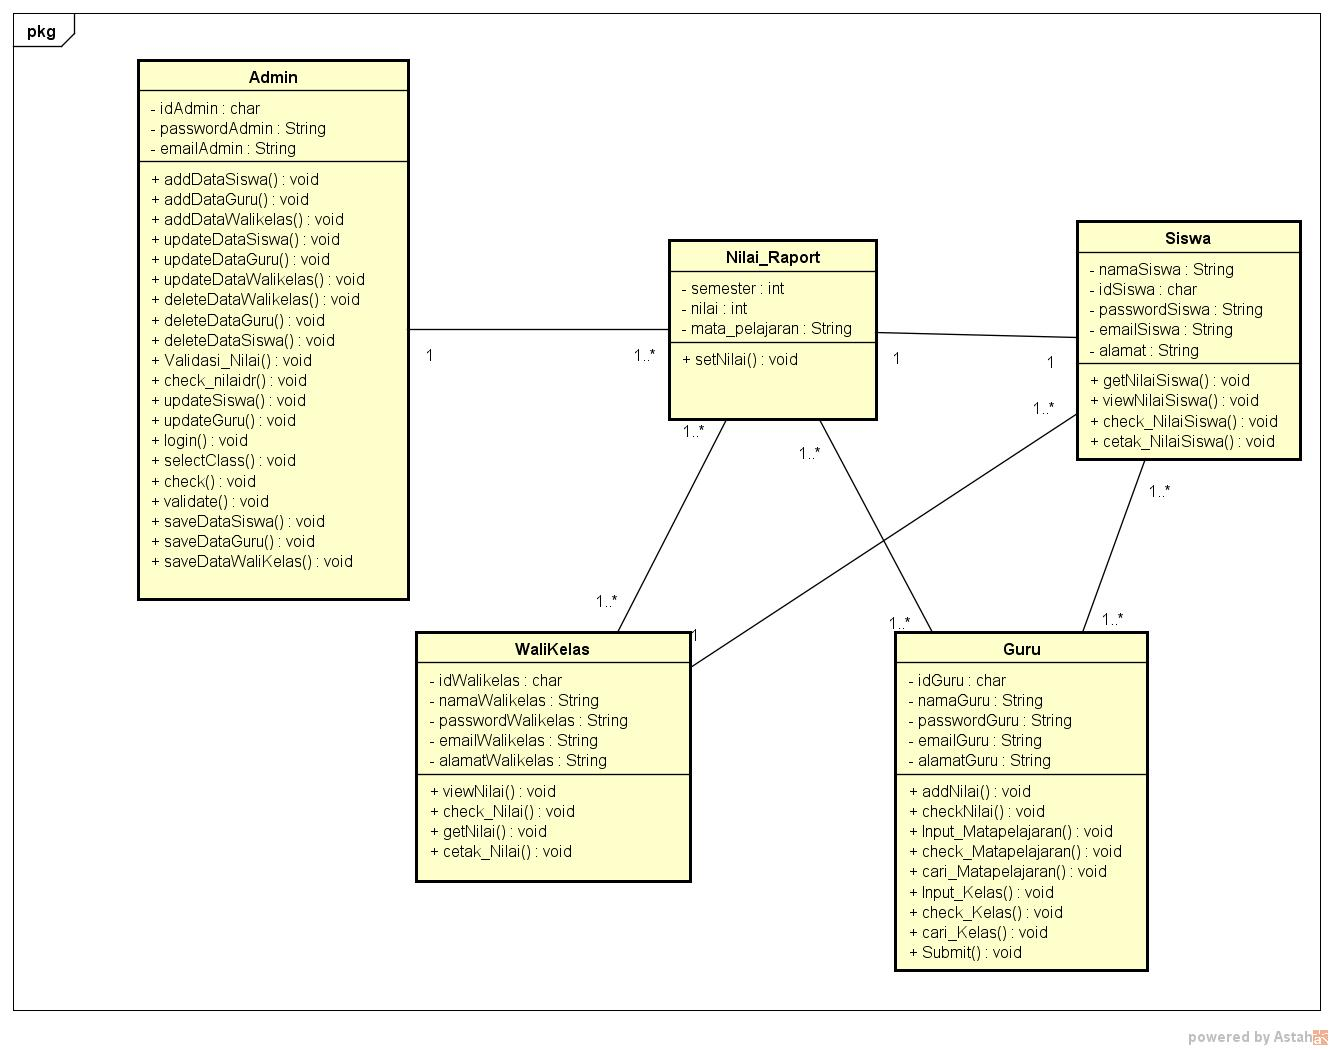 pkg
Admin
- idAdmin : char
- passwordAdmin : String
- emailAdmin : String
+ addDataSiswa() : void
+ addDataGuru() : void
+ addDataWalikelas() : void
+ updateDataSiswa() : void
+ updateDataGuru() : void
+ updateDataWalikelas() : void
+ deleteDataWalikelas() : void
+ deleteDataGuru() : void
+ deleteDataSiswa() : void
+ Validasi_Nilai() : void
+ check_nilaidr() : void
+ updateSiswa() : void
+ updateGuru() : void
+ login() : void
+ selectClass() : void
+ check() : void
+ validate() : void
+ saveDataSiswa() : void
+ saveDataGuru() : void
+ saveDataWaliKelas() : void
1
1..*
Nilai_Raport
- semester : int
- nilai : int
- mata_pelajaran : String
+ setNilai() : void
1
1
Siswa
- namaSiswa : String
- idSiswa : char
- passwordSiswa : String
- emailSiswa : String
- alamat : String
+ getNilaiSiswa() : void
+ viewNilaiSiswa() : void
+ check_NilaiSiswa() : void
+ cetak_NilaiSiswa() : void
1..*
1..*
1..*
1..*
1..*
1
1..*
1..*
WaliKelas
- idWalikelas : char
- namaWalikelas : String
- passwordWalikelas : String
- emailWalikelas : String
- alamatWalikelas : String
+ viewNilai() : void
+ check_Nilai() : void
+ getNilai() : void
+ cetak_Nilai() : void
Guru
- idGuru : char
- namaGuru : String
- passwordGuru : String
- emailGuru : String
- alamatGuru : String
+ addNilai() : void
+ checkNilai() : void
+ Input_Matapelajaran() : void
+ check_Matapelajaran() : void
+ cari_Matapelajaran() : void
+ Input_Kelas() : void
+ check_Kelas() : void
+ cari_Kelas() : void
+ Submit() : void
powered by Astah